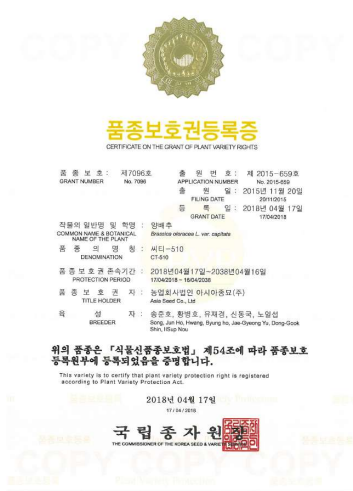 COPY COPY
품종보호권등록증
CERTIFICATE ON THE GRANT OF PLANT VARIETY RIGHTS
품 종 보 호 : 제7096호 출 원 번 호 : 제 2015-659호
GRANT NUMBER No. 7096 APPLICATION NUMBER No. 2015-659
출 원 일 : 2015년 11월 20일
FILING DATE 20/11/2015
등 록 일 : 2018년 04월 17일
GRANT DATE 17/04/2018
작물의 일반명 및 학명 : 양배추
COMMON NAME & BOTANICAL Brassica oleracea L. var. capitata
NAME OF THE PLANT
품 종 의 명 칭 : 씨티-510
DENOMINATION CT-510
품 종 보 호 권 존속기간 : 2018년04월17일~2038년04월16일
PROTECTION PERIOD 17/04/2018 ~ 16/04/2038
품 종 보 호 권 자 : 농업회사법인 아시아종묘(주)
TITLE HOLDER Asia Seed Co., Ltd
육 성 자 : 송준호, 황병호, 유재경, 신동국, 노일섭
BREEDER Song, Jun Ho, Hwang, Byung ho, Jae-Gyeong Yu, Dong-Gook
Shin, IlSup Nou
위의 품종은 「식물신품종보호법」 제54조에 따라 품종보호
등록원부에 등록되었음을 증명합니다.
This variety is to certify that plant variety protection right is registered
according to Plant Variety Protection Act.
2018년 04월 17일
17 / 04 / 2018
국립종자원장
THE COMMISSIONER OF THE KOREA SEED & VARIETY